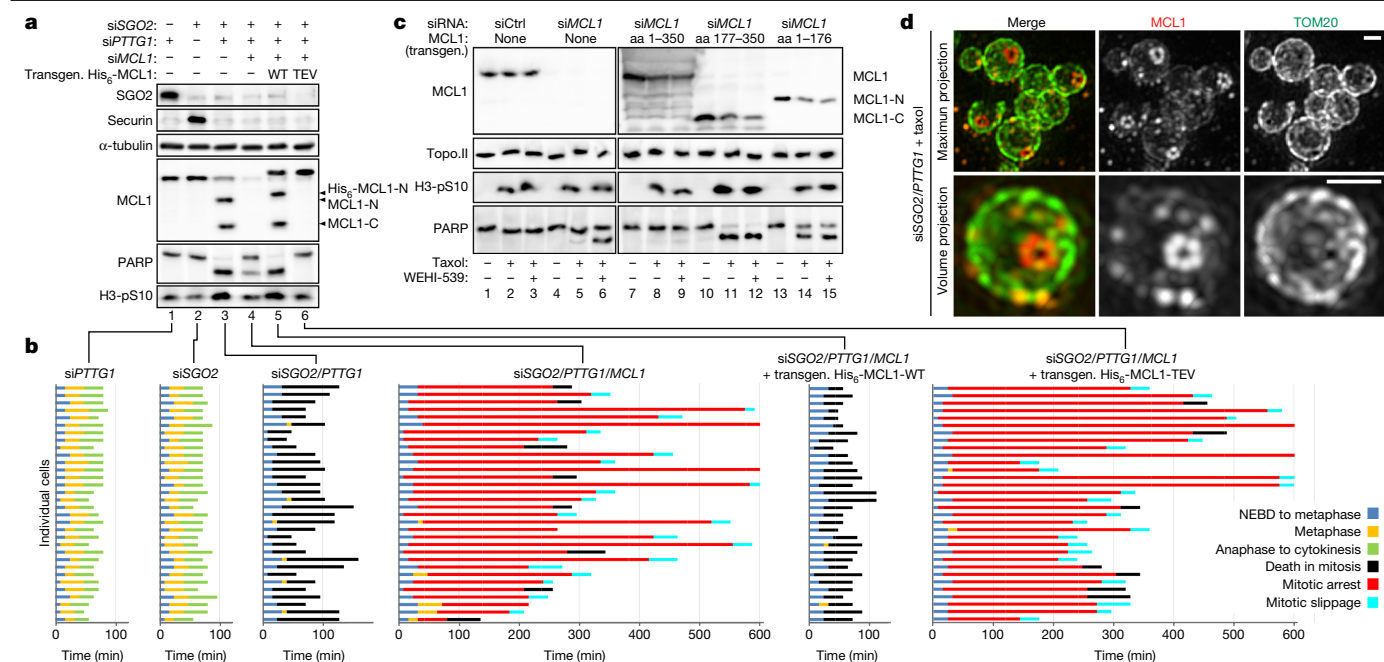 a
siSGO2: – + + + + +
siPTTG1: + – + + + +
siMCL1: – – – + + +
Transgen. His6-MCL1: – – – – WT TEV
SGO2
Securin
α-tubulin
MCL1
His6-MCL1-N
MCL1-N
MCL1-C
PARP
H3-pS10
1 2 3 4 5 6
c
siRNA: siCtrl siMCL1 siMCL1 siMCL1 siMCL1
MCL1: None None aa 1–350 aa 177–350 aa 1–176
(transgen.)
MCL1
MCL1
MCL1-N
MCL1-C
Topo.II
H3-pS10
PARP
Taxol: – + + – + + – + + – + + – + +
WEHI-539: – – + – – + – – + – – + – – +
1 2 3 4 5 6 7 8 9 10 11 12 13 14 15
d
Merge MCL1 TOM20
siSGO2/PTTG1 + taxol
Maximun projection
Volume projection
b
siPTTG1
siSGO2
siSGO2/PTTG1
siSGO2/PTTG1/MCL1
siSGO2/PTTG1/MCL1
+ transgen. His6-MCL1-WT
siSGO2/PTTG1/MCL1
+ transgen. His6-MCL1-TEV
Individual cells
NEBD to metaphase
Metaphase
Anaphase to cytokinesis
Death in mitosis
Mitotic arrest
Mitotic slippage
0 100 0 100 0 100 0 100 200 300 400 500 600 0 100 0 100 200 300 400 500 600
Time (min) Time (min) Time (min) Time (min) Time (min) Time (min)